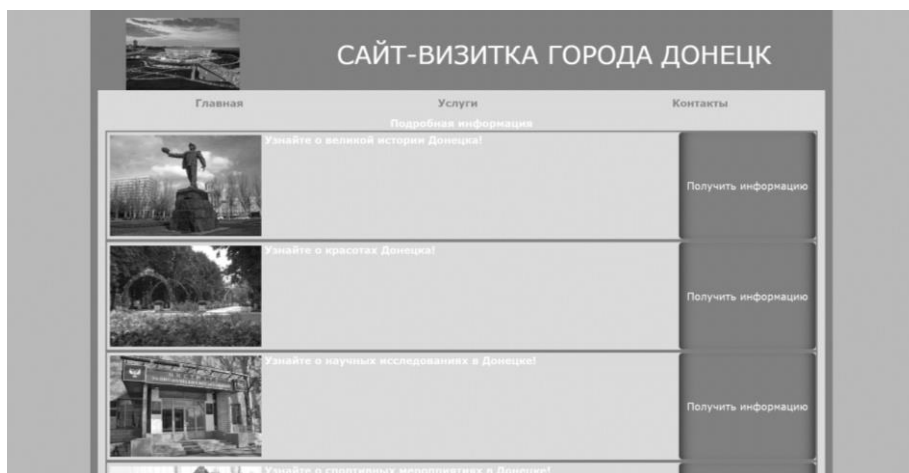 САЙТ-ВИЗИТКА ГОРОДА ДОНЕЦК
Главная Услуги Контакты
Подробная информация
Узнайте о великой истории Донецка!
Получить информацию
Узнайте о красотах Донецка!
Получить информацию
Узнайте о научных исследованиях в Донецке!
Получить информацию
Узнайте о спортивных мероприятиях в Донецке!